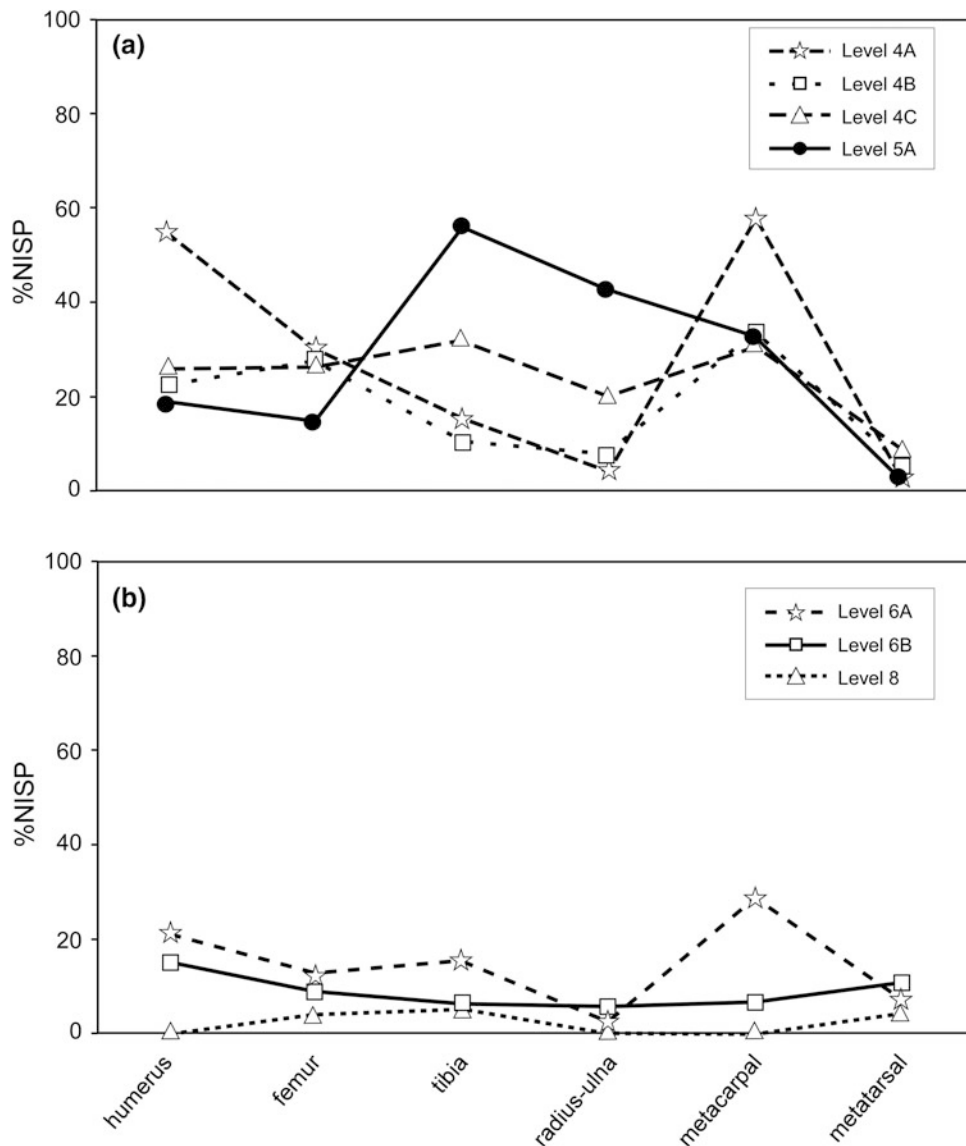 100
(a)
Level 4A
Level 4B
Level 4C
Level 5A
80
60
%NISP
40
20
0
100
(b)
Level 6A
Level 6B
Level 8
80
60
%NISP
40
20
0
humerus
femur
tibia
radius-ulna
metacarpal
metatarsal